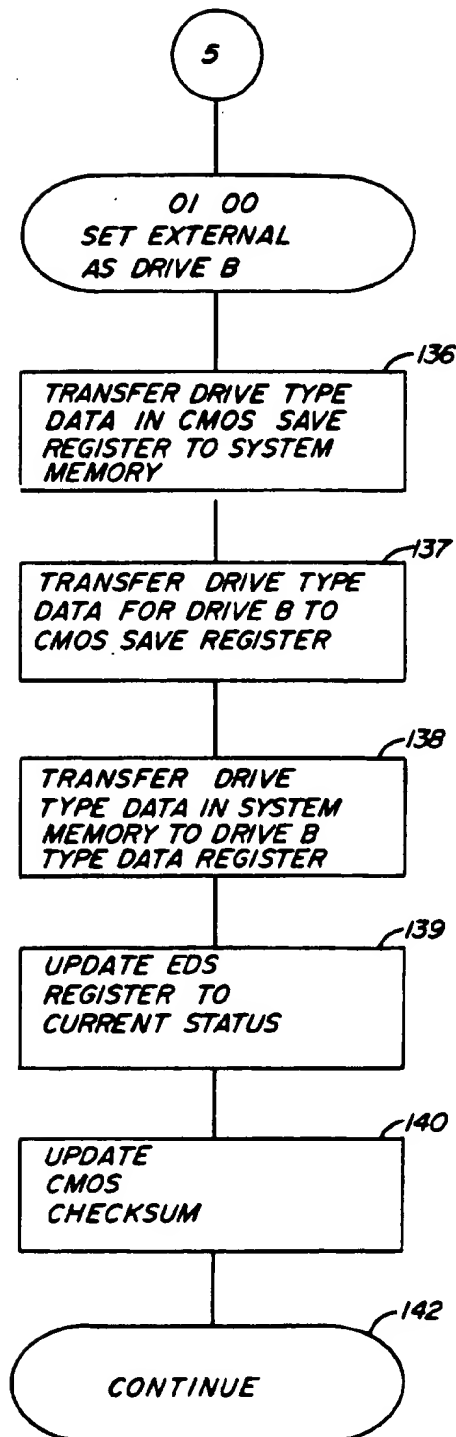 5
01 00
SET EXTERNAL
AS DRIVE B
136
TRANSFER DRIVE TYPE
DATA IN CMOS SAVE
REGISTER TO SYSTEM
MEMORY
137
TRANSFER DRIVE TYPE
DATA FOR DRIVE B TO
CMOS SAVE REGISTER
138
TRANSFER DRIVE
TYPE DATA IN SYSTEM
MEMORY TO DRIVE B
TYPE DATA REGISTER
139
UPDATE EDS
REGISTER TO
CURRENT STATUS
140
UPDATE
CMOS
CHECKSUM
142
CONTINUE